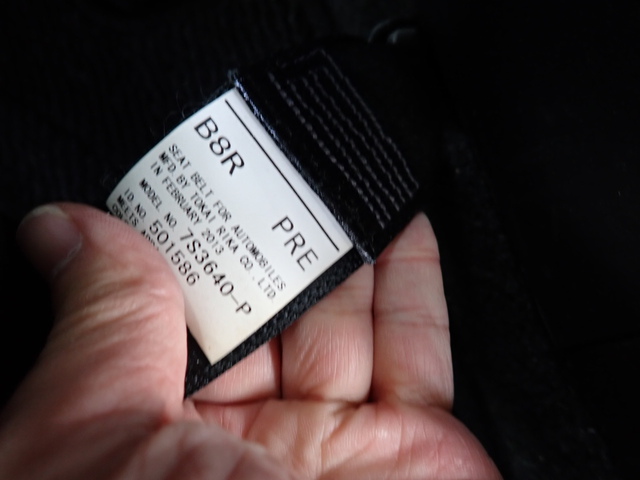 B8R PRE
SEAT BELT FOR AUTOMOBILES
MFD. BY TOKAI RIKA CO.,LTD.
IN FEBRUARY 2013
MODEL NO. 7S3640-P
ID. NO. 501586